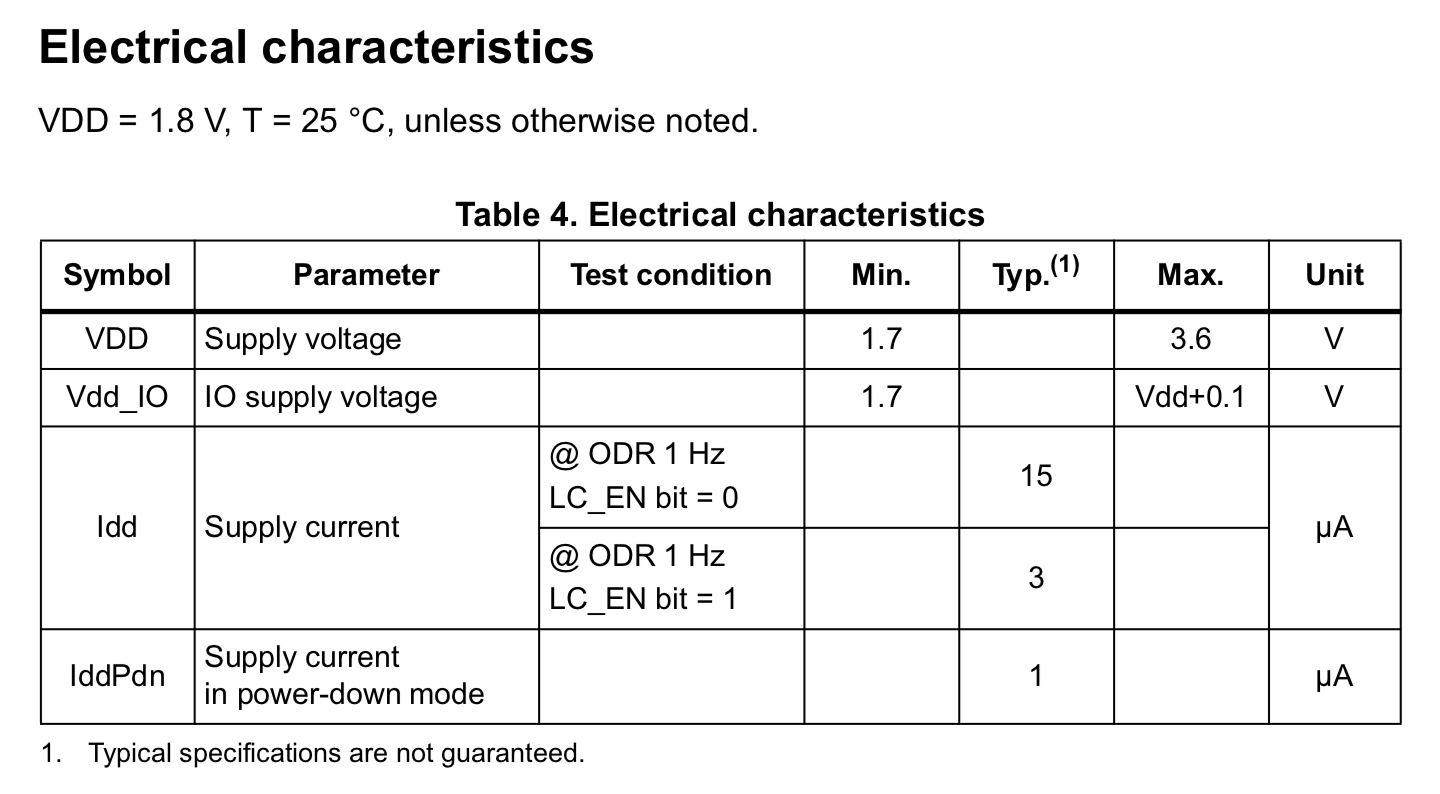 Electrical characteristics
VDD = 1.8 V, T = 25 °C, unless otherwise noted.
Table 4. Electrical characteristics
Symbol Parameter Test condition Min. Typ.(1) Max. Unit
VDD Supply voltage 1.7 3.6 V
Vdd_IO IO supply voltage 1.7 Vdd+0.1 V
Idd Supply current
@ ODR 1 Hz
LC_EN bit = 0
15
@ ODR 1 Hz
LC_EN bit = 1
3
µA
IddPdn
Supply current
in power-down mode
1 µA
1. Typical specifications are not guaranteed.